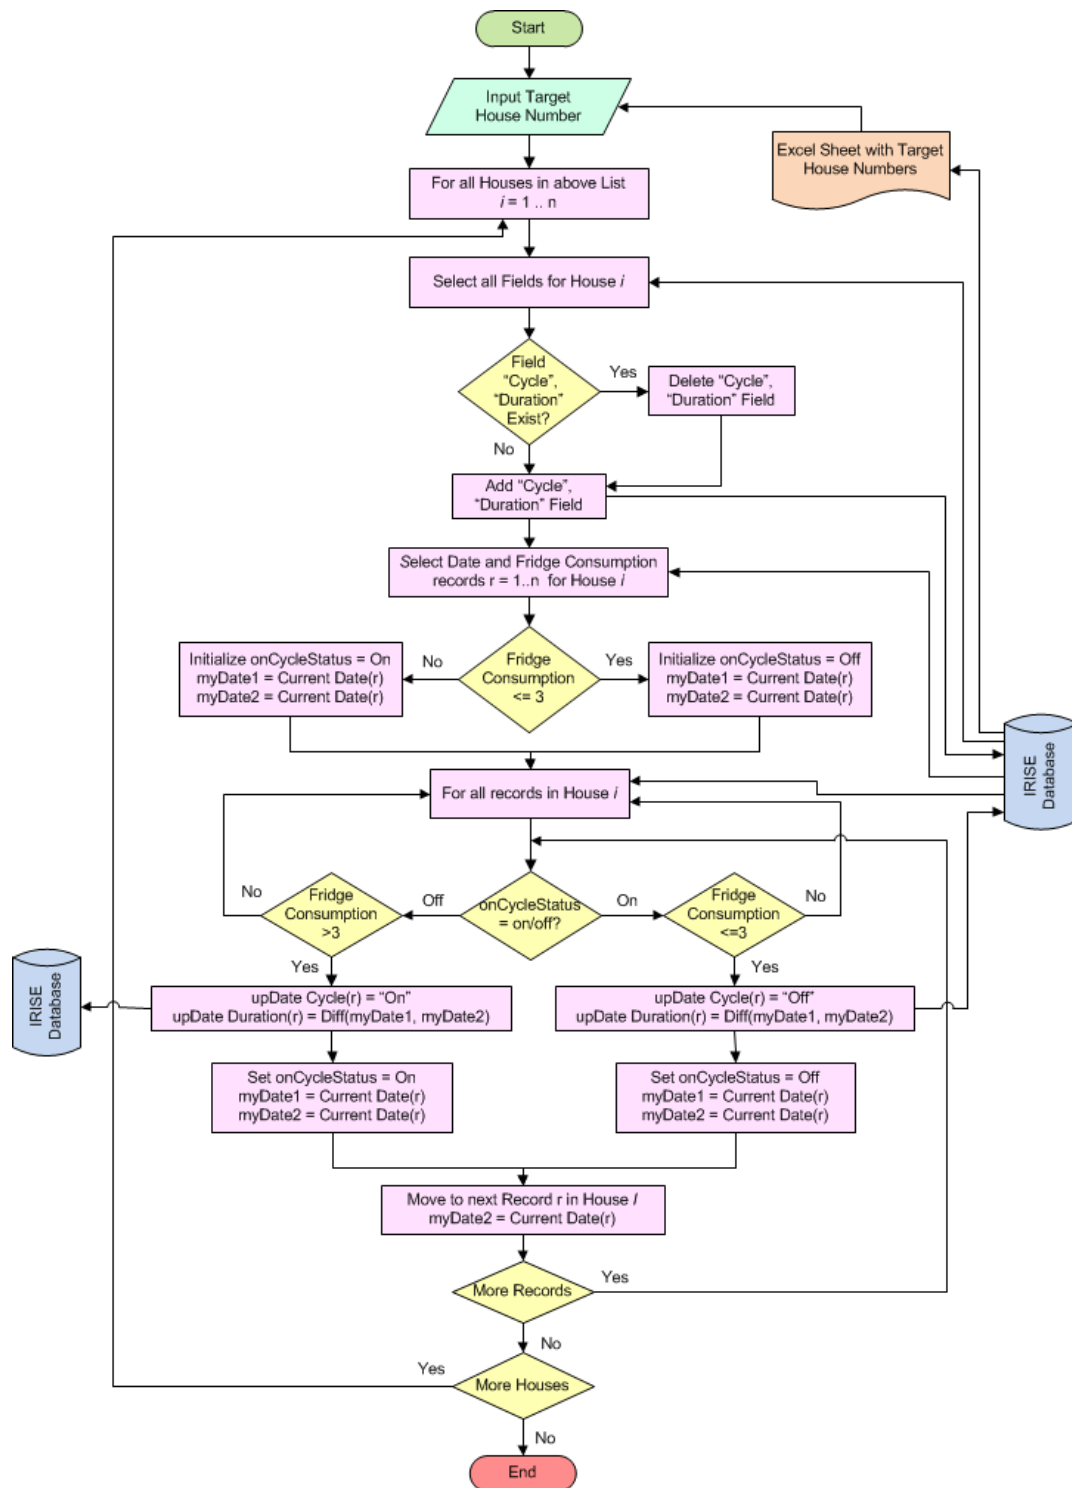 Start
Input Target
House Number
Excel Sheet with Target
House Numbers
For all Houses in above List
i = 1 .. n
Select all Fields for House i
Field
“Cycle”,
“Duration”
Exist?
Yes
Delete “Cycle”,
“Duration” Field
No
Add “Cycle”,
“Duration” Field
Select Date and Fridge Consumption
records r = 1..n for House i
Initialize onCycleStatus = On
myDate1 = Current Date(r)
myDate2 = Current Date(r)
No
Fridge
Consumption
<= 3
Yes
Initialize onCycleStatus = Off
myDate1 = Current Date(r)
myDate2 = Current Date(r)
IRISE
Database
For all records in House i
No
Fridge
Consumption
>3
Off
onCycleStatus
= on/off?
On
Fridge
Consumption
<=3
No
Yes
Yes
IRISE
Database
upDate Cycle(r) = “On”
upDate Duration(r) = Diff(myDate1, myDate2)
upDate Cycle(r) = “Off”
upDate Duration(r) = Diff(myDate1, myDate2)
Set onCycleStatus = On
myDate1 = Current Date(r)
myDate2 = Current Date(r)
Set onCycleStatus = Off
myDate1 = Current Date(r)
myDate2 = Current Date(r)
Move to next Record r in House I
myDate2 = Current Date(r)
More Records
Yes
No
Yes
More Houses
No
End